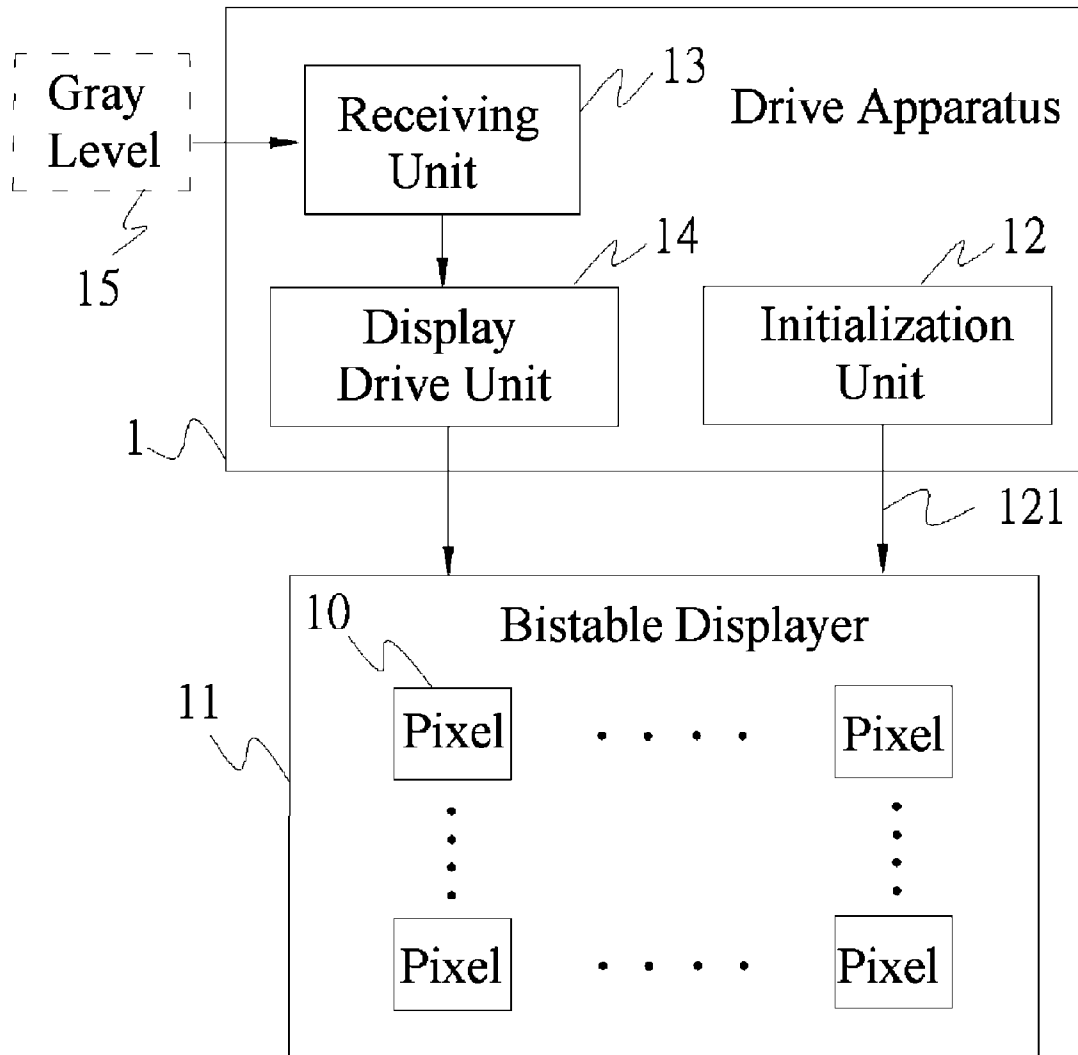 Gray
Level
15
Receiving
Unit
13
Drive Apparatus
Display
Drive Unit
14
Initialization
Unit
12
1
121
Bistable Displayer
10
11
Pixel
Pixel
Pixel
Pixel